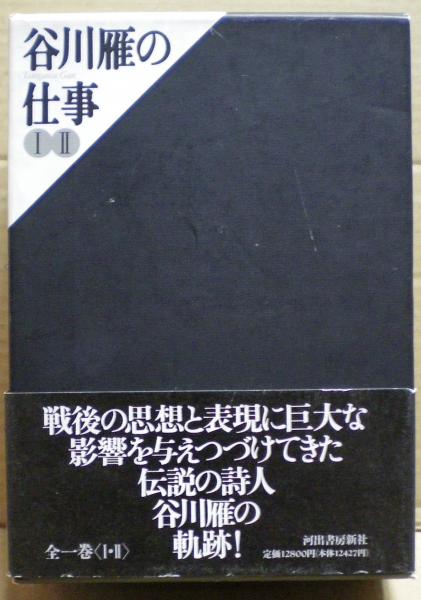 谷川雁の
Tanigawa Gan
仕事
I II
戦後の思想と表現に巨大な
影響を与えつづけてきた
伝説の詩人
谷川雁の
軌跡!
全一巻〈I・II〉
河出書房新社
定価12800円(本体12427円)